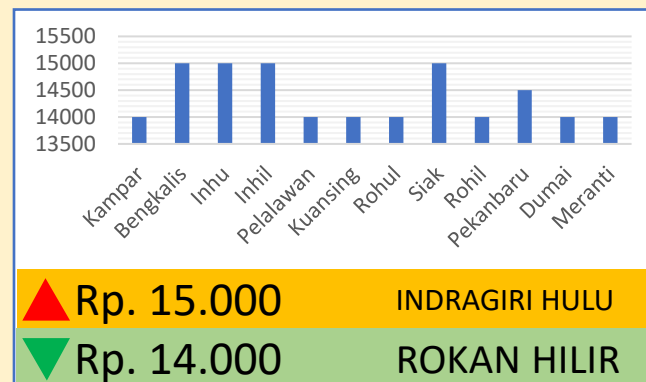 15500
15000
14500
14000
13500
Kampar
Bengkalis
Inhu
Inhil
Pelalawan
Kuansing
Rohul
Siak
Rohil
Pekanbaru
Dumai
Meranti
Rp. 15.000 INDRAGIRI HULU
Rp. 14.000 ROKAN HILIR